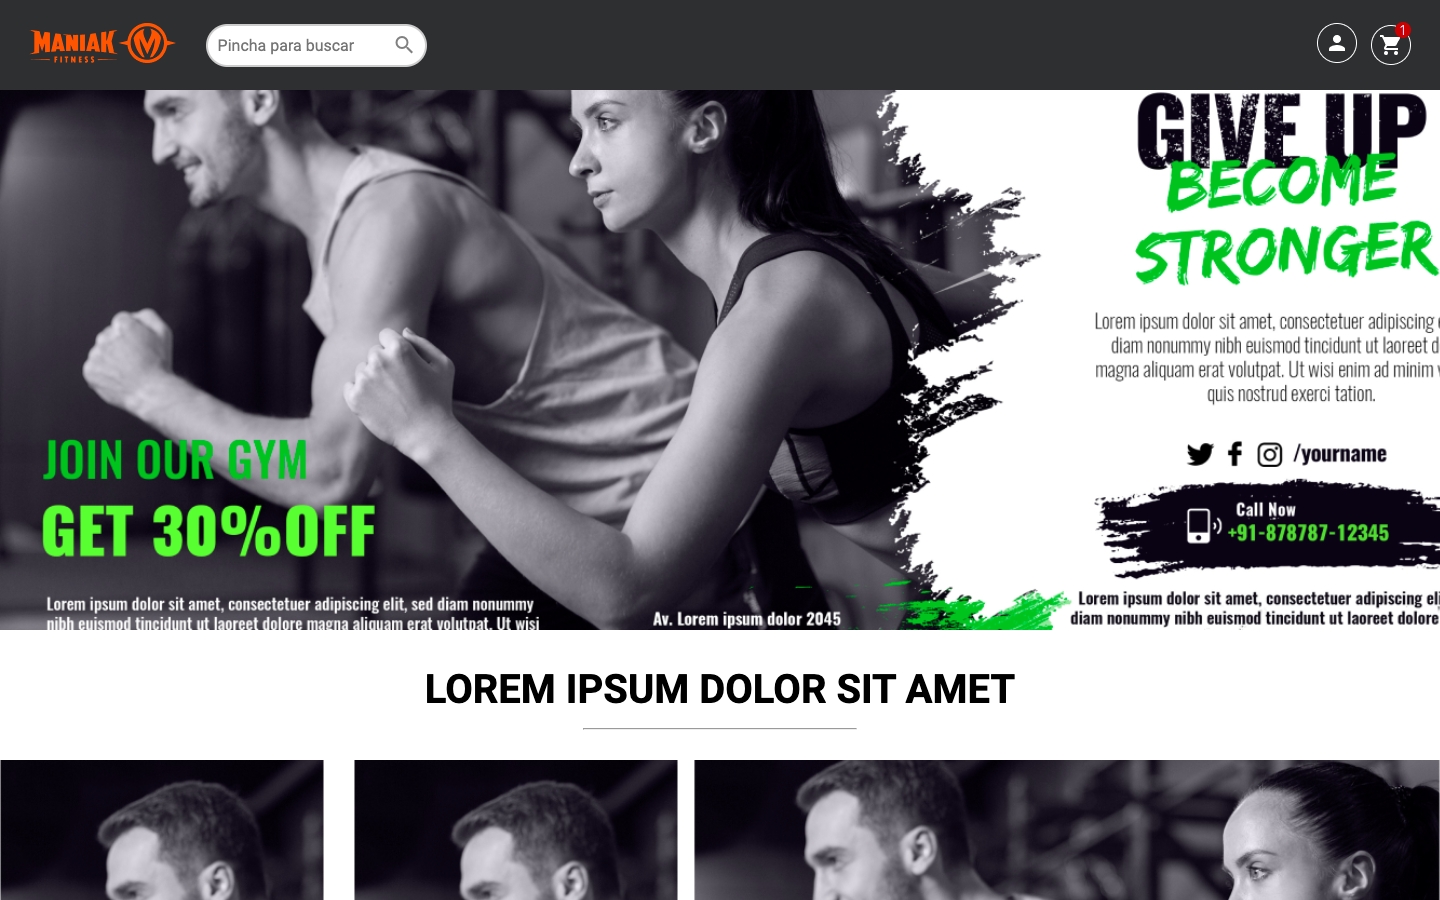 MANIAK
FITNESS
Pincha para buscar
1
GIVE UP
BECOME
STRONGER
Lorem ipsum dolor sit amet, consectetuer adipiscing
diam nonummy nibh euismod tincidunt ut laoreet
magna aliquam erat volutpat. Ut wisi enim ad minim
quis nostrud exerci tation.
/yourname
Call Now
+91-878787-12345
Lorem ipsum dolor sit amet, consectetuer adipiscing
diam nonummy nibh euismod tincidunt ut laoreet dolore
JOIN OUR GYM
GET 30%OFF
Lorem ipsum dolor sit amet, consectetuer adipiscing elit, sed diam nonummy
nibh euismod tincidunt ut laoreet dolore magna aliquam erat volutpat. Ut wisi
Av. Lorem ipsum dolor 2045
LOREM IPSUM DOLOR SIT AMET